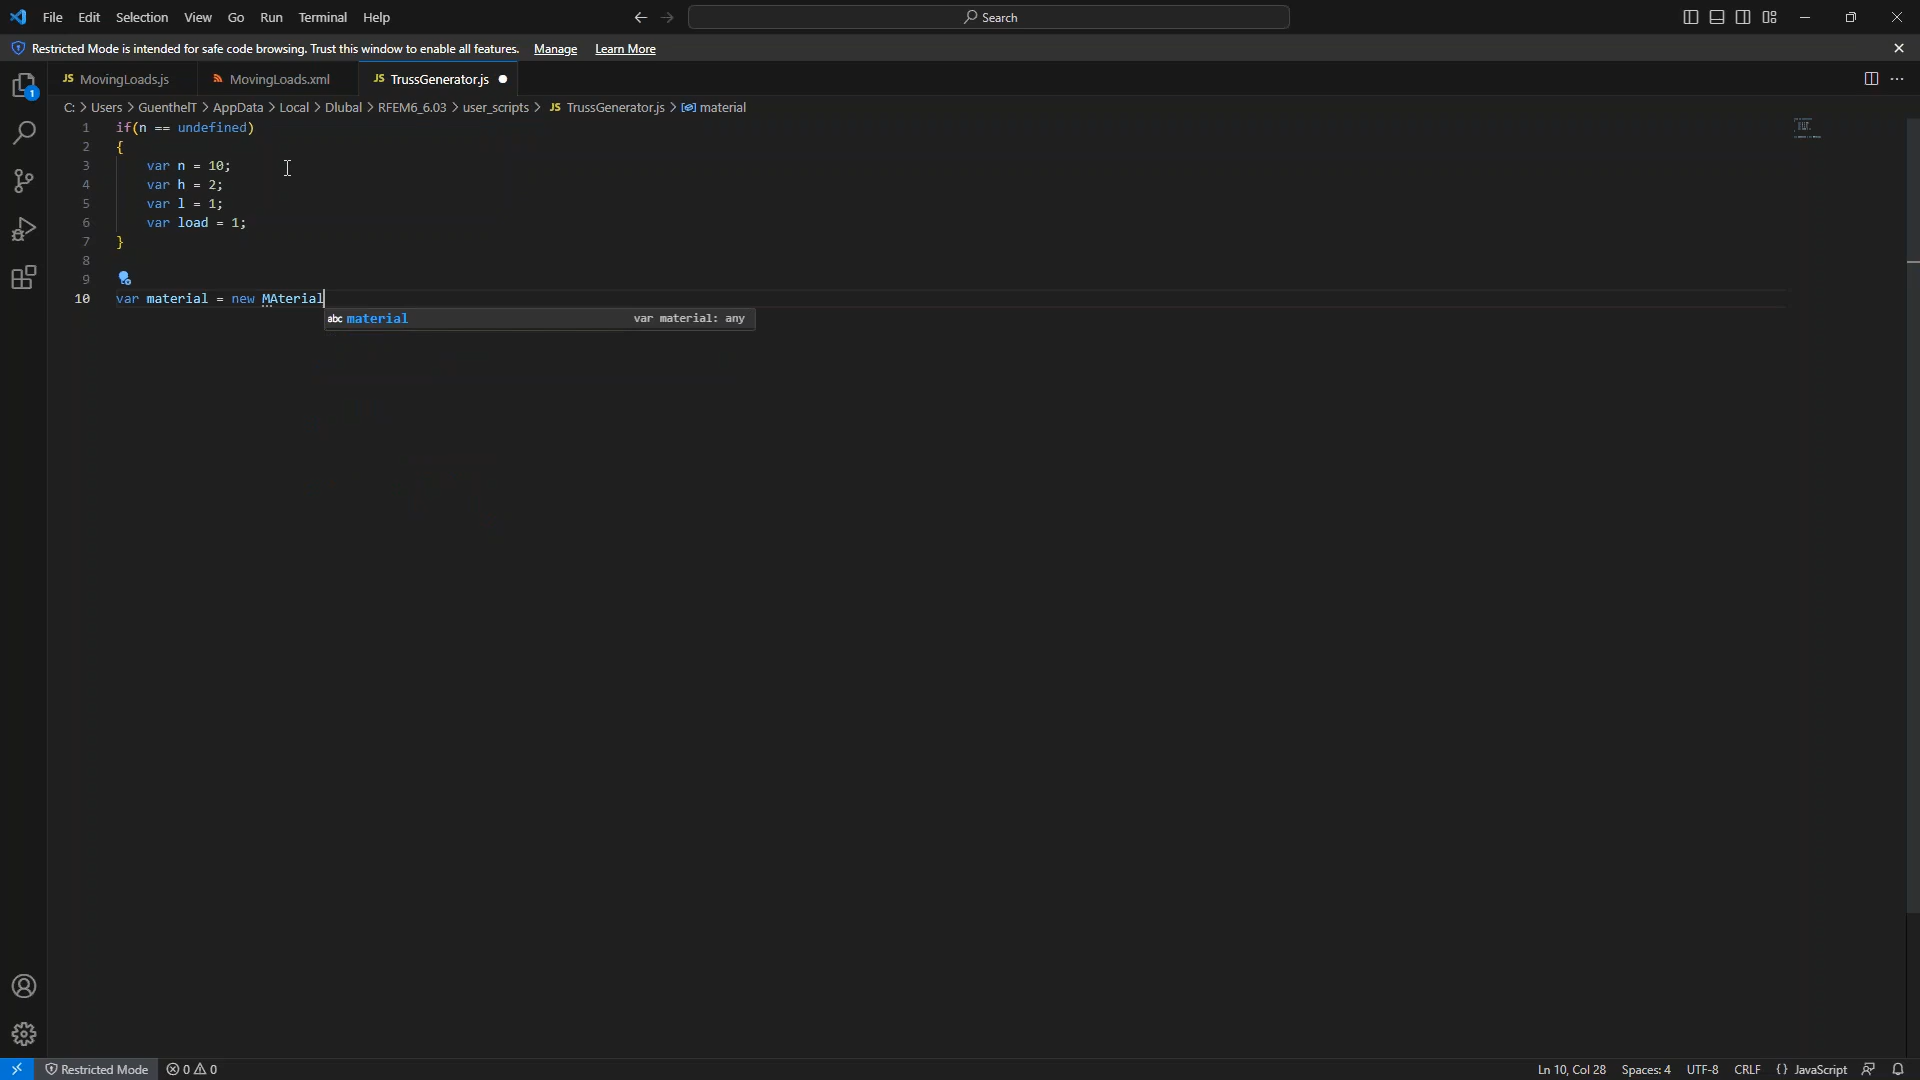 File Edit Selection View Go Run Terminal Help Search
Restricted Mode is intended for safe code browsing. Trust this window to enable all features. Manage Learn More
JS MovingLoads.js MovingLoads.xml JS TrussGenerator.js
C: > Users > GuentheIT > AppData > Local > Dlubal > RFEM6_6.03 > user_scripts > JS TrussGenerator.js > material
1 if(n == undefined)
2 {
3 var n = 10;
4 var h = 2;
5 var l = 1;
6 var load = 1;
7 }
8
9
10 var material = new MAterial
abc material var material: any
1
Restricted Mode 0 0 Ln 10, Col 28 Spaces: 4 UTF-8 CRLF {} JavaScript